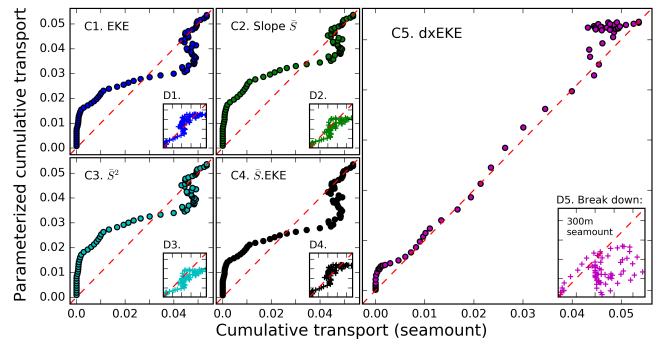 C1. EKE
C2. Slope S̄
C5. dxEKE
D1.
D2.
C3. S̄²
C4. S̄.EKE
D3.
D4.
D5. Break down:
300m
seamount
0.05
0.04
0.03
0.02
0.01
0.00
0.05
0.04
0.03
0.02
0.01
0.00
Parameterized cumulative transport
0.00 0.02 0.04
0.00 0.02 0.04
0.00 0.01 0.02 0.03 0.04 0.05
Cumulative transport (seamount)